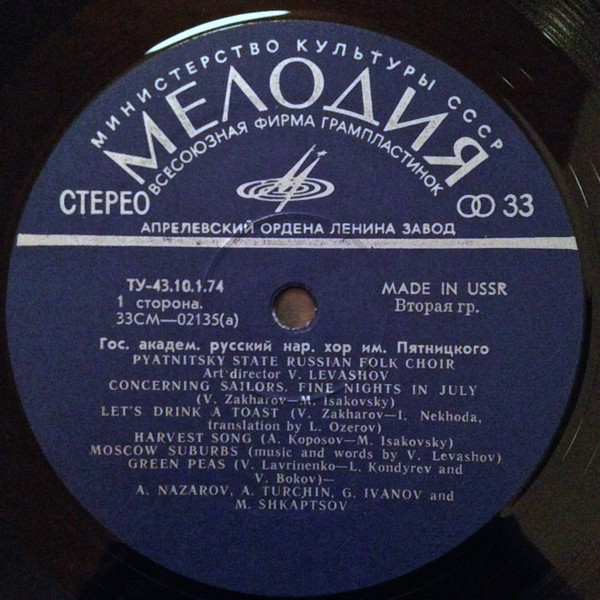 МИНИСТЕРСТВО КУЛЬТУРЫ СССР
МЕЛОДИЯ
ВСЕСОЮЗНАЯ ФИРМА ГРАМПЛАСТИНОК
СТЕРЕО
33
АПРЕЛЕВСКИЙ ОРДЕНА ЛЕНИНА ЗАВОД
ТУ-43.10.1.74
1 сторона.
33СМ—02135(а)
MADE IN USSR
Вторая гр.
Гос. академ. русский нар. хор им. Пятницкого
PYATNITSKY STATE RUSSIAN FOLK CHOIR
Art director V. LEVASHOV
CONCERNING SAILORS. FINE NIGHTS IN JULY
(V. Zakharov—M. Isakovsky)
LET'S DRINK A TOAST (V. Zakharov—I. Nekhoda,
translation by L. Ozerov)
HARVEST SONG (A. Koposov—M. Isakovsky)
MOSCOW SUBURBS (music and words by V. Levashov)
GREEN PEAS (V. Lavrinenko—L. Kondyrev and
V. Bokov)—
A. NAZAROV, A. TURCHIN, G. IVANOV and
M. SHKAPTSOV